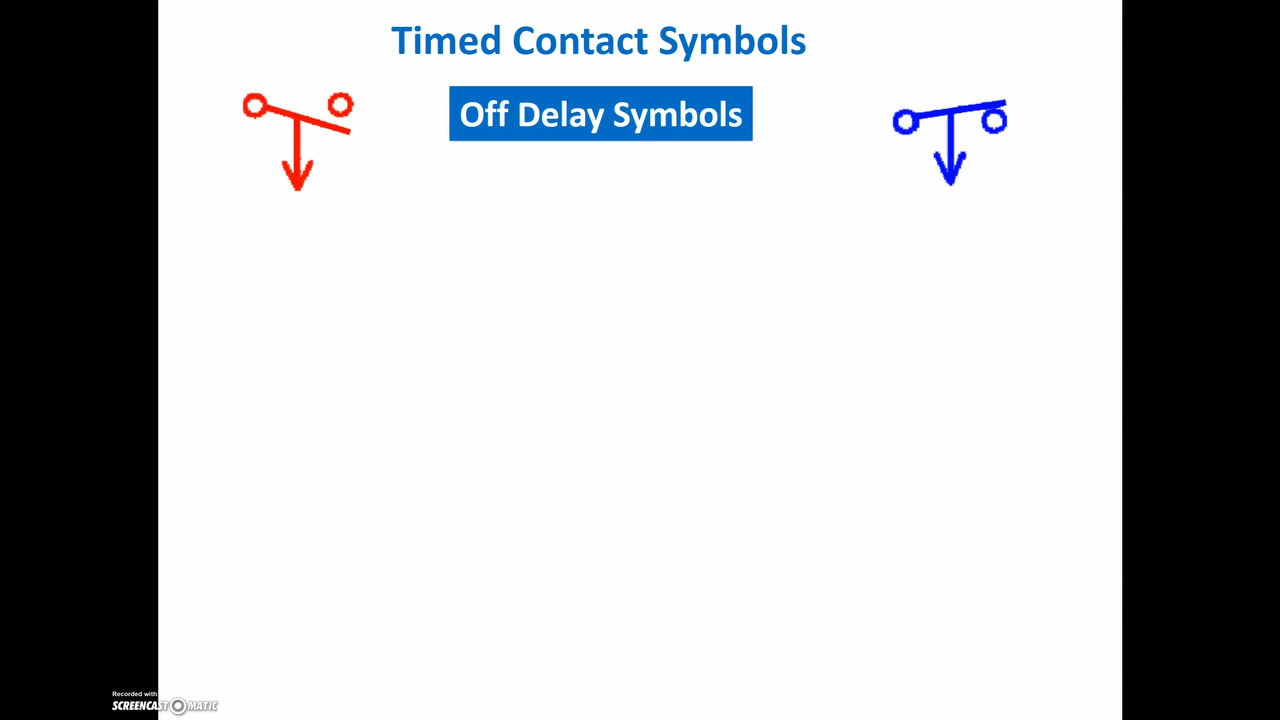 Timed Contact Symbols
Off Delay Symbols
Recorded with
SCREENCAST MATIC